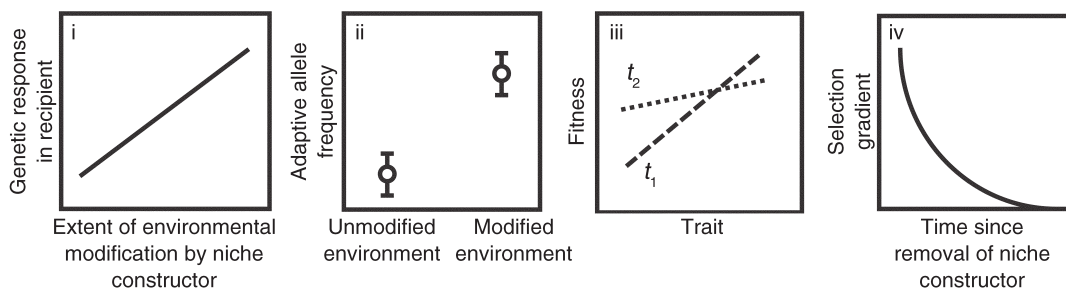 i
Genetic response
in recipient
Extent of environmental
modification by niche
constructor
ii
Adaptive allele
frequency
Unmodified
environment
Modified
environment
iii
Fitness
t2
t1
Trait
iv
Selection
gradient
Time since
removal of niche
constructor